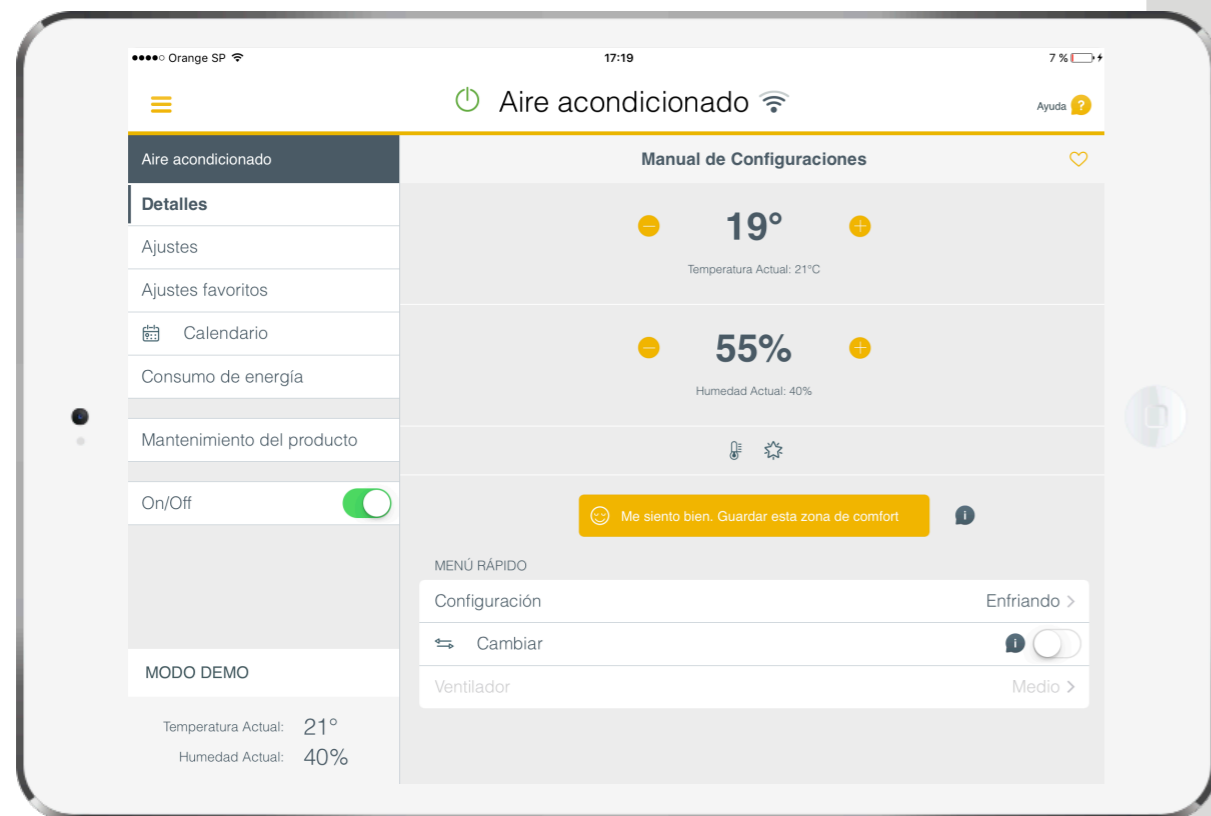 Orange SP
17:19
7 %
Aire acondicionado
Ayuda ?
Aire acondicionado
Detalles
Ajustes
Ajustes favoritos
Calendario
Consumo de energía
Mantenimiento del producto
On/Off
MODO DEMO
Temperatura Actual: 21°
Humedad Actual: 40%
Manual de Configuraciones
19°
Temperatura Actual: 21°C
55%
Humedad Actual: 40%
Me siento bien. Guardar esta zona de comfort
MENÚ RÁPIDO
Configuración Enfriando
Cambiar
Ventilador Medio